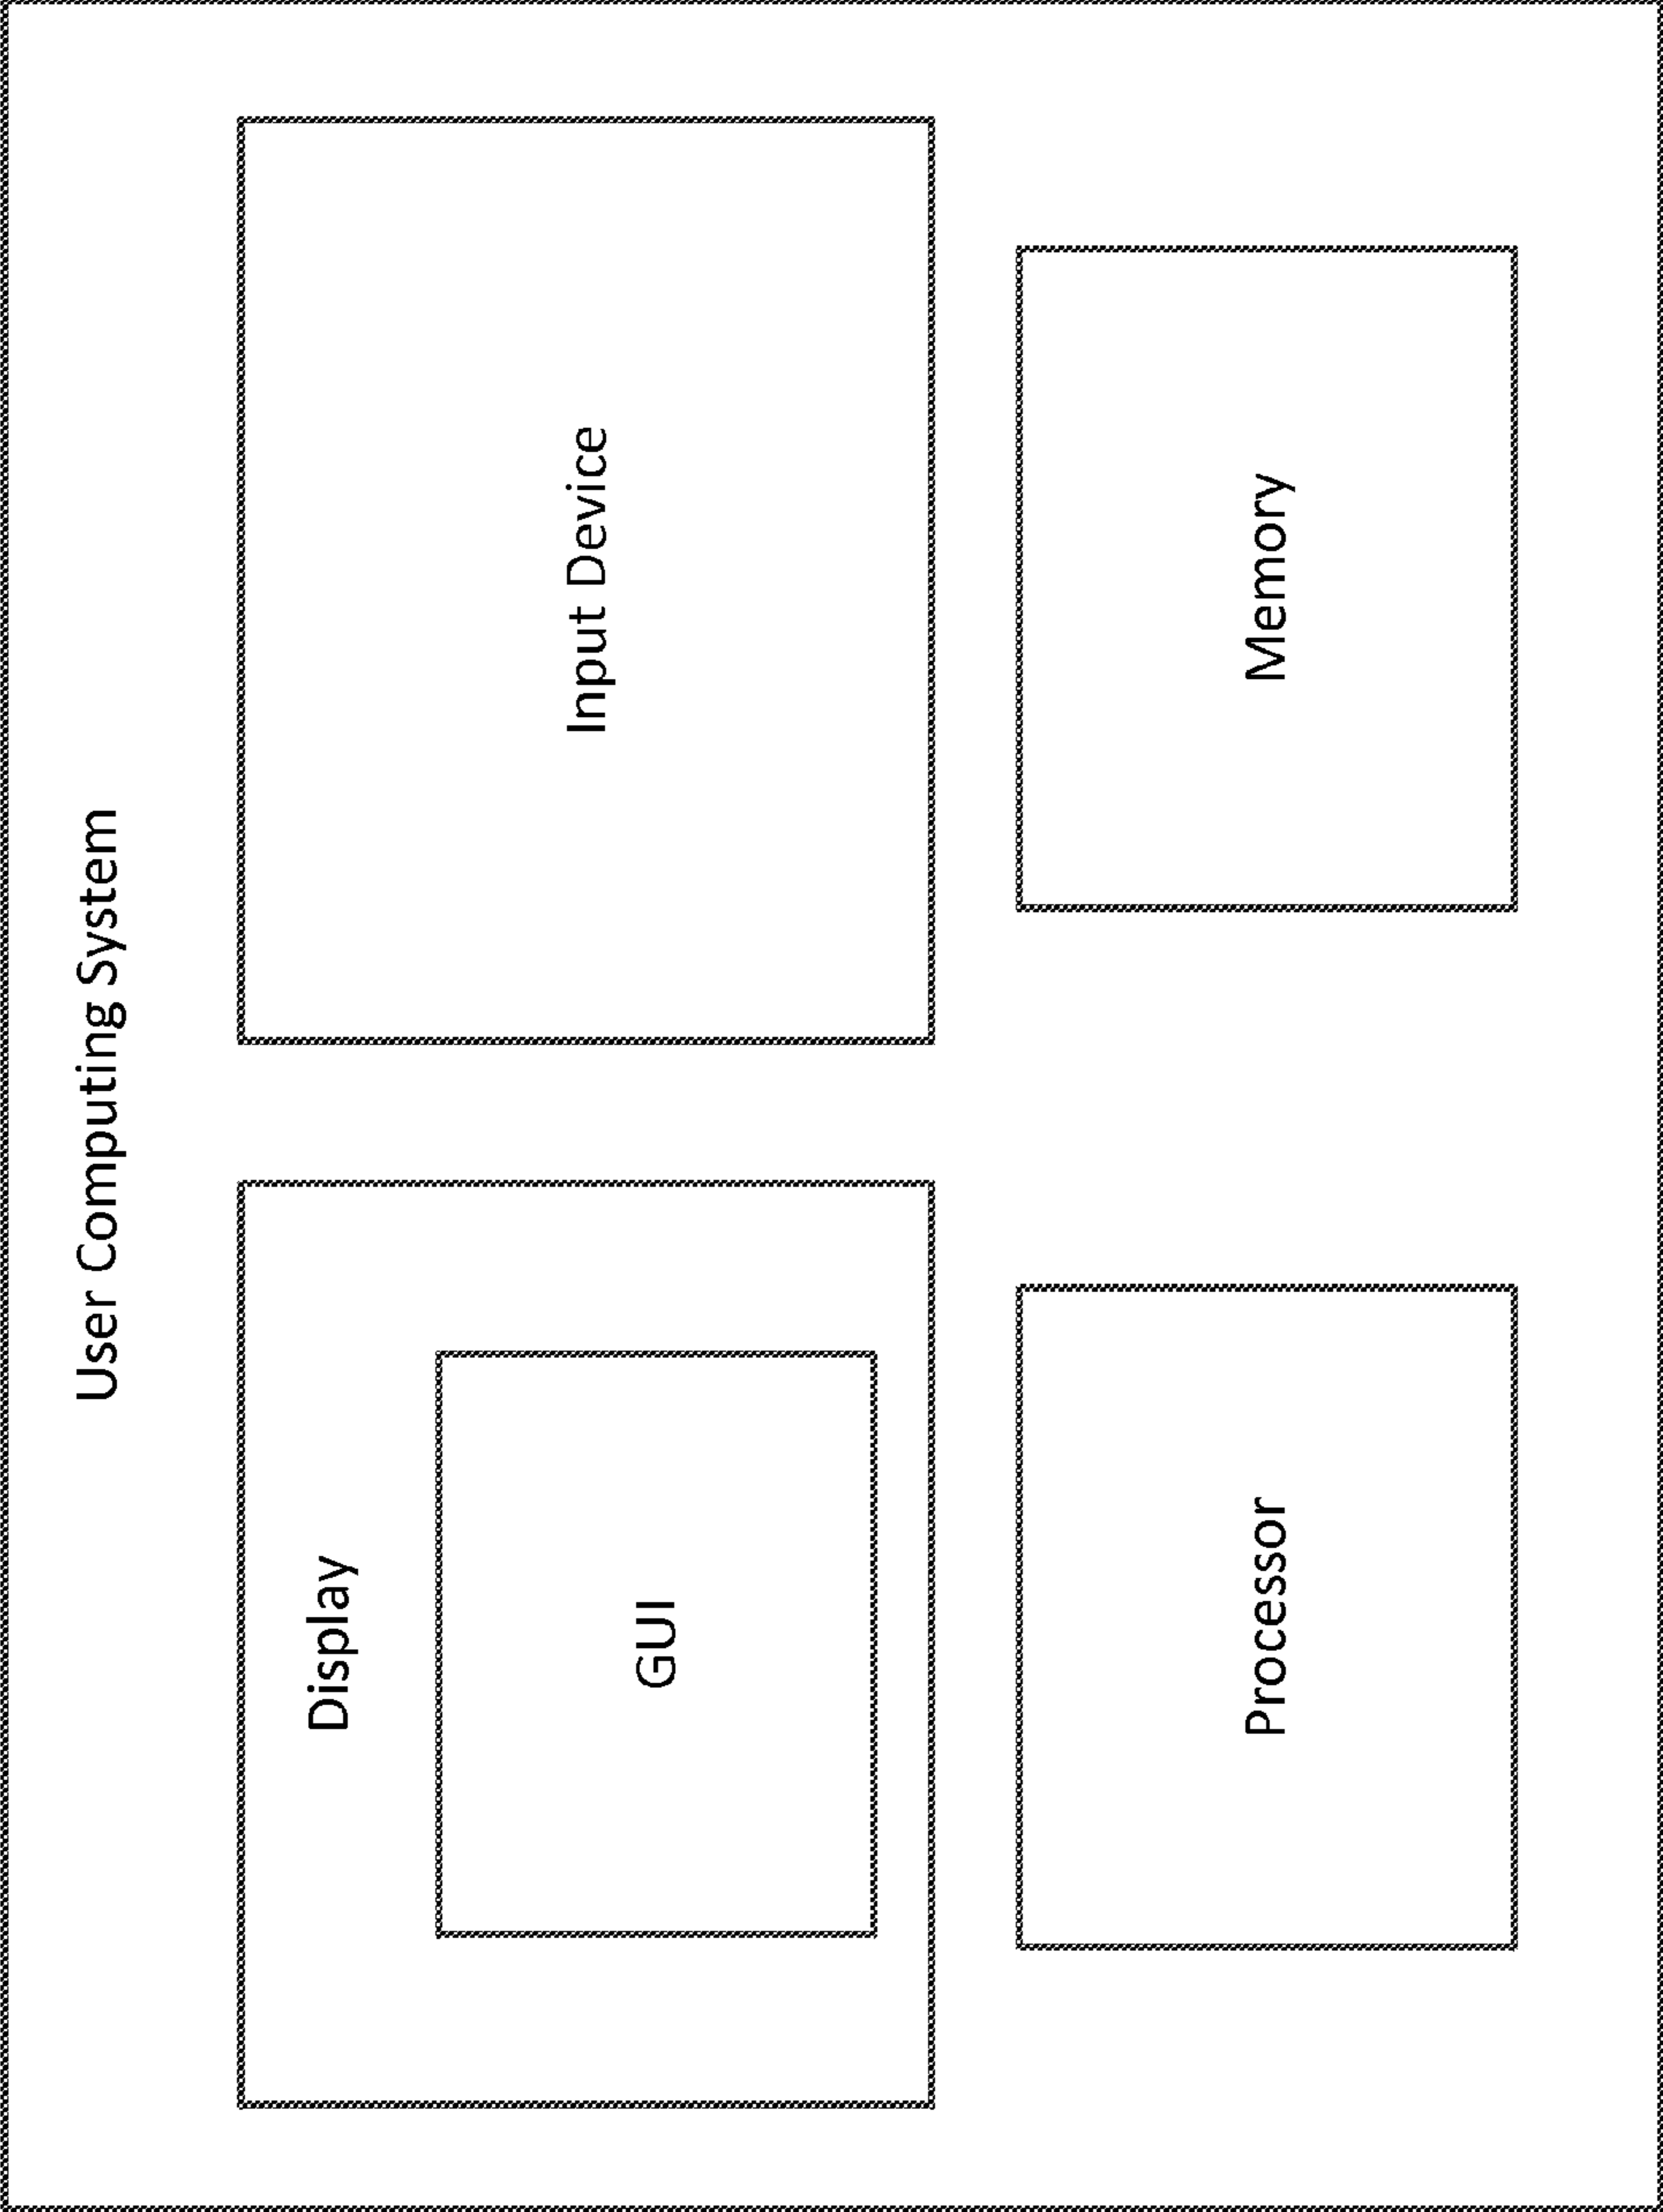 User Computing System
Display
GUI
Input Device
Processor
Memory